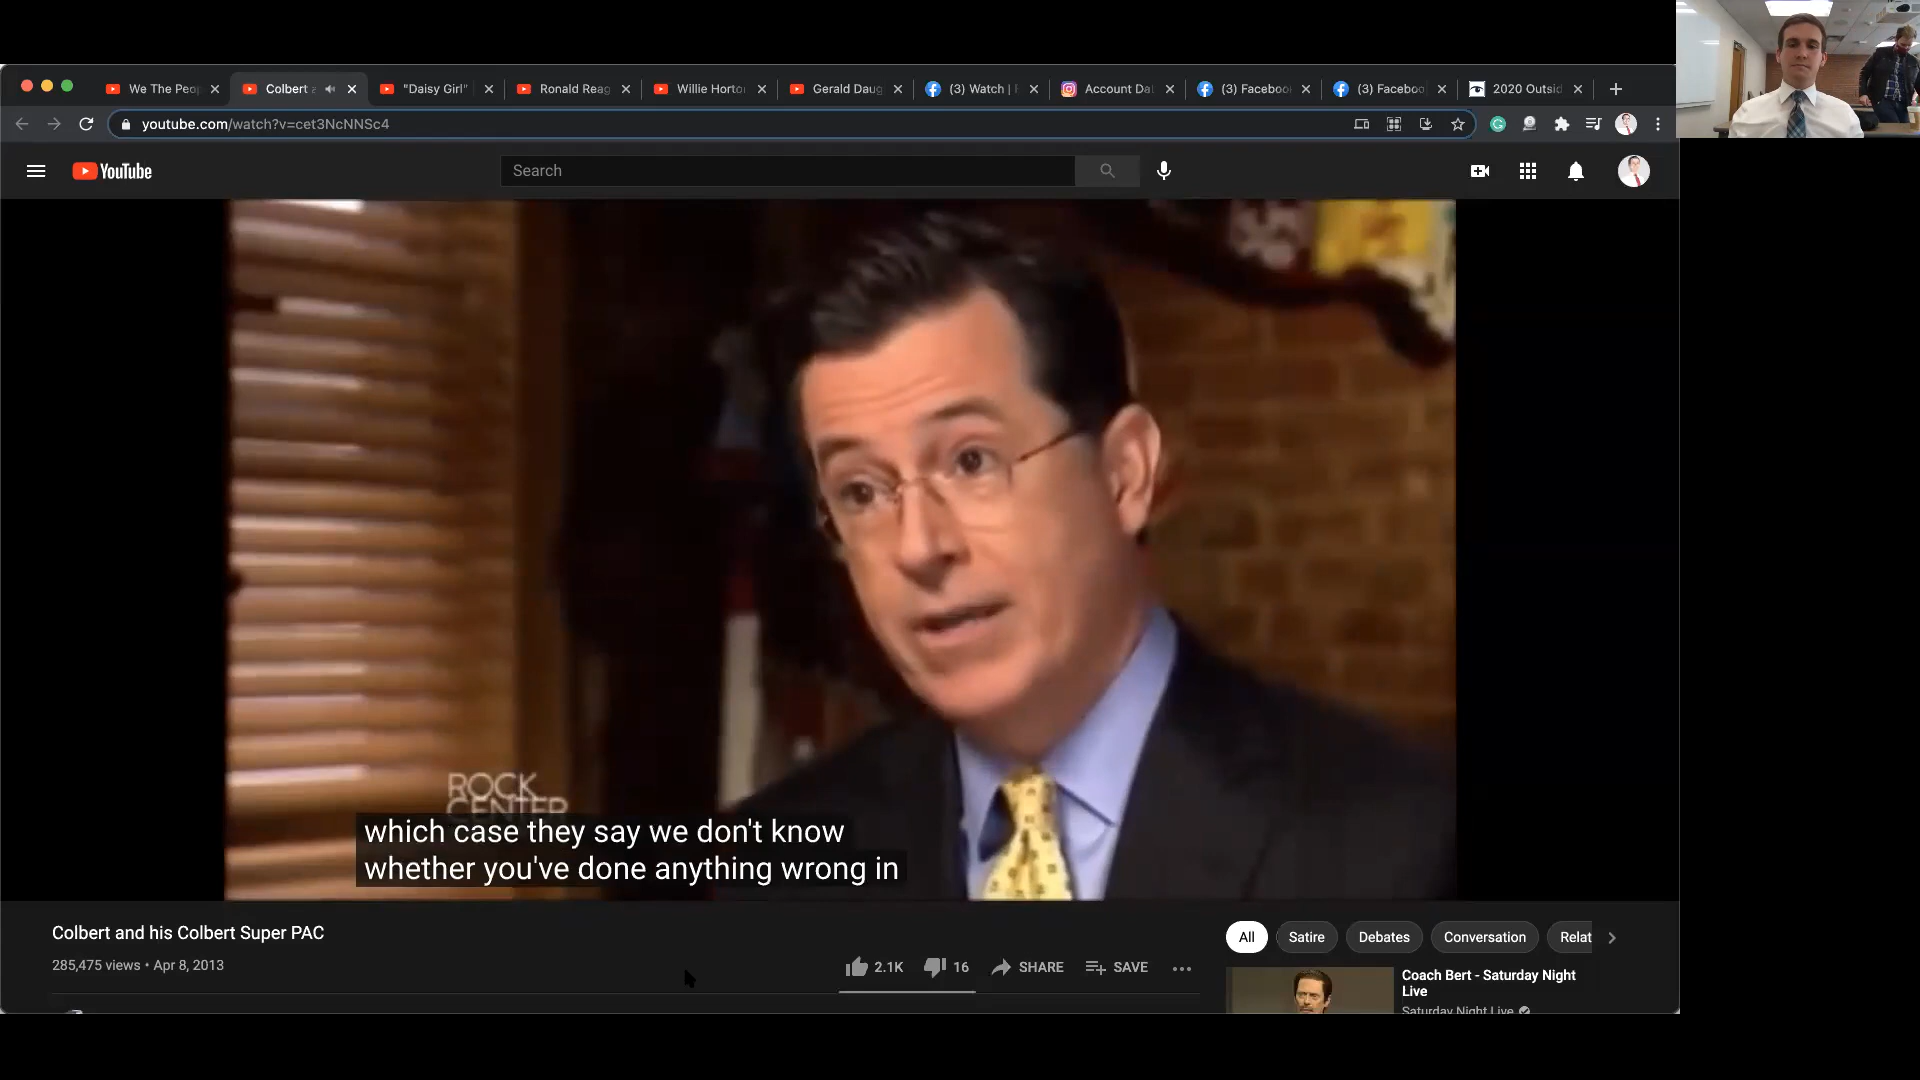 We The Peop
Colbert a
"Daisy Girl"
Ronald Reag
Willie Horto
Gerald Daug
(3) Watch |
Account Da
(3) Faceboo
(3) Faceboo
2020 Outsid
youtube.com/watch?v=cet3NcNNSc4
YouTube
Search
ROCK
CENTER
which case they say we don't know
whether you've done anything wrong in
Colbert and his Colbert Super PAC
285,475 views • Apr 8, 2013
2.1K
16
SHARE
SAVE
All
Satire
Debates
Conversation
Relat
Coach Bert - Saturday Night
Live
Saturday Night Live